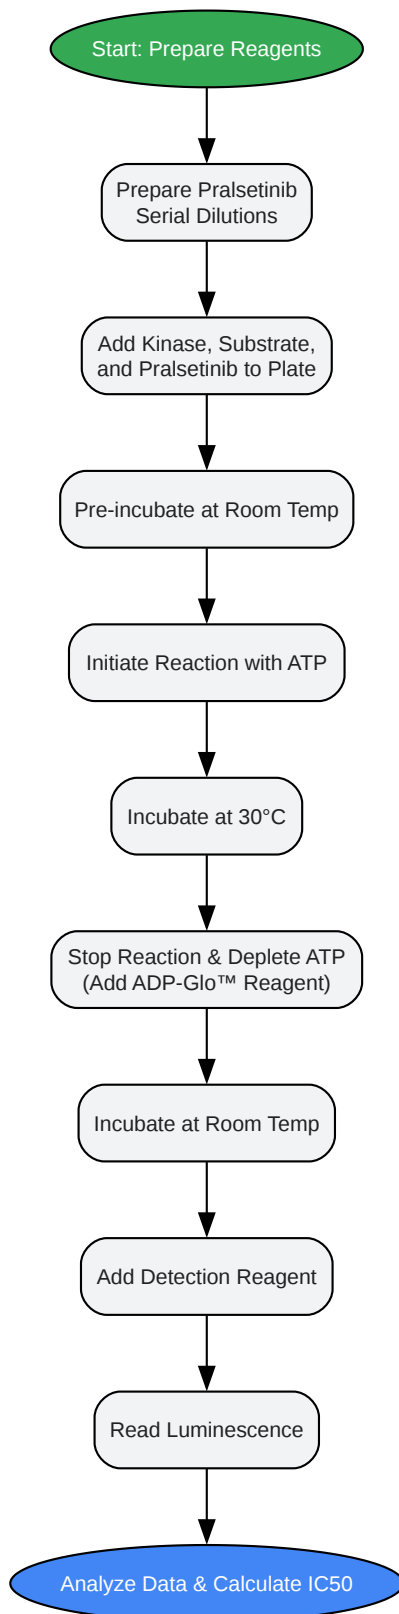 Start: Prepare Reagents
Prepare Pralsetinib
Serial Dilutions
Add Kinase, Substrate,
and Pralsetinib to Plate
Pre-incubate at Room Temp
Initiate Reaction with ATP
Incubate at 30°C
Stop Reaction & Deplete ATP
(Add ADP-Glo™ Reagent)
Incubate at Room Temp
Add Detection Reagent
Read Luminescence
Analyze Data & Calculate IC50